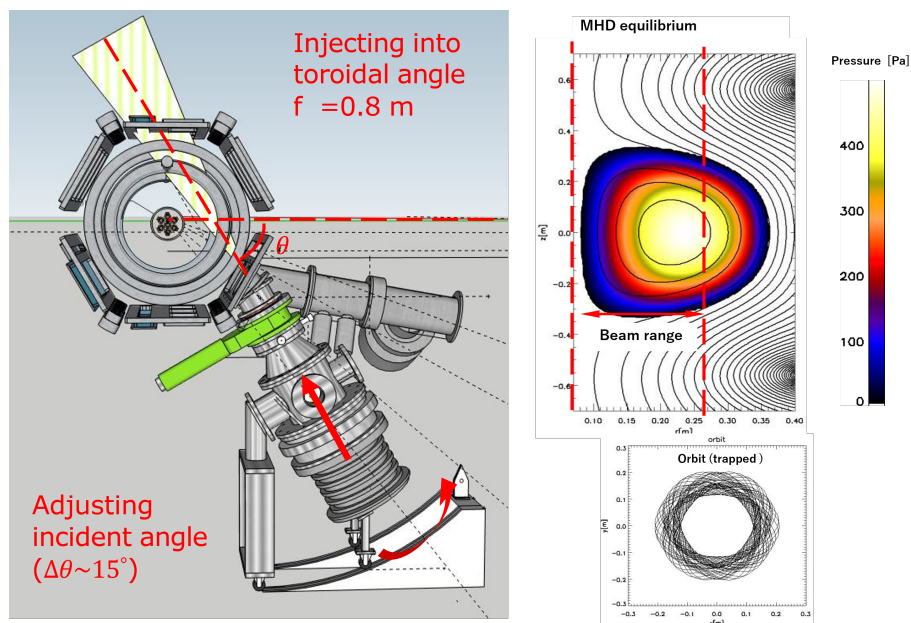 Injecting into
toroidal angle
f =0.8 m
θ
Adjusting
incident angle
(Δθ~15°)
MHD equilibrium
Pressure [Pa]
0.6
0.4
0.2
0.0
-0.2
-0.4
-0.6
z[m]
Beam range
0.10
0.15
0.20
0.25
0.30
0.35
0.40
r[m]
400
300
200
100
0
orbit
Orbit (trapped )
0.3
0.2
0.1
0.0
-0.1
-0.2
-0.3
y[m]
-0.3
-0.2
-0.1
0.0
0.1
0.2
0.3